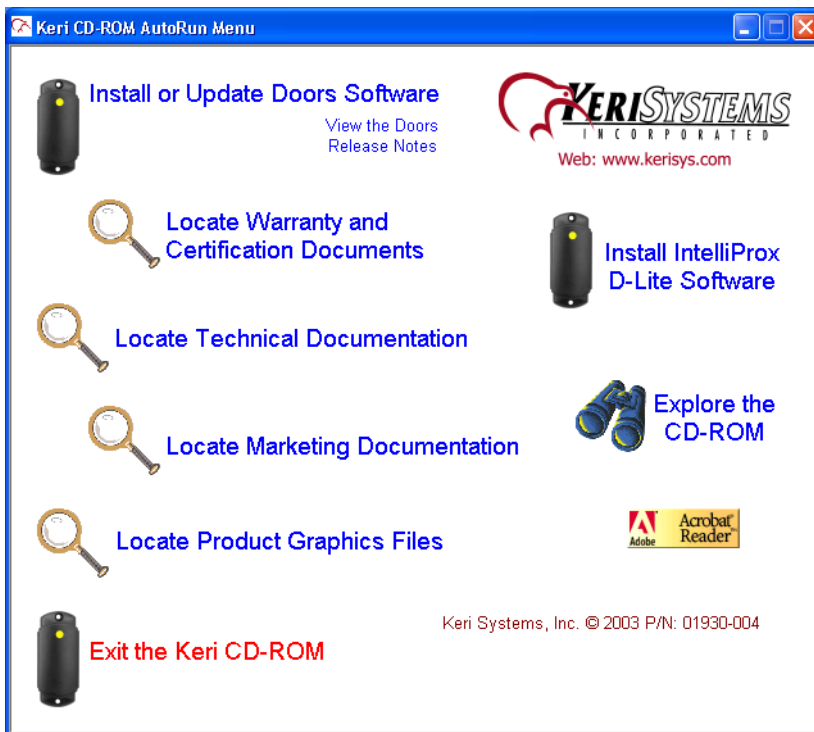 Keri CD-ROM AutoRun Menu
Install or Update Doors Software
View the Doors
Release Notes
KERISYSTEMS
INCORPORATED
Web: www.kerisys.com
Locate Warranty and
Certification Documents
Install IntelliProx
D-Lite Software
Locate Technical Documentation
Explore the
CD-ROM
Locate Marketing Documentation
Locate Product Graphics Files
Adobe
Acrobat
Reader
Keri Systems, Inc. © 2003 P/N: 01930-004
Exit the Keri CD-ROM